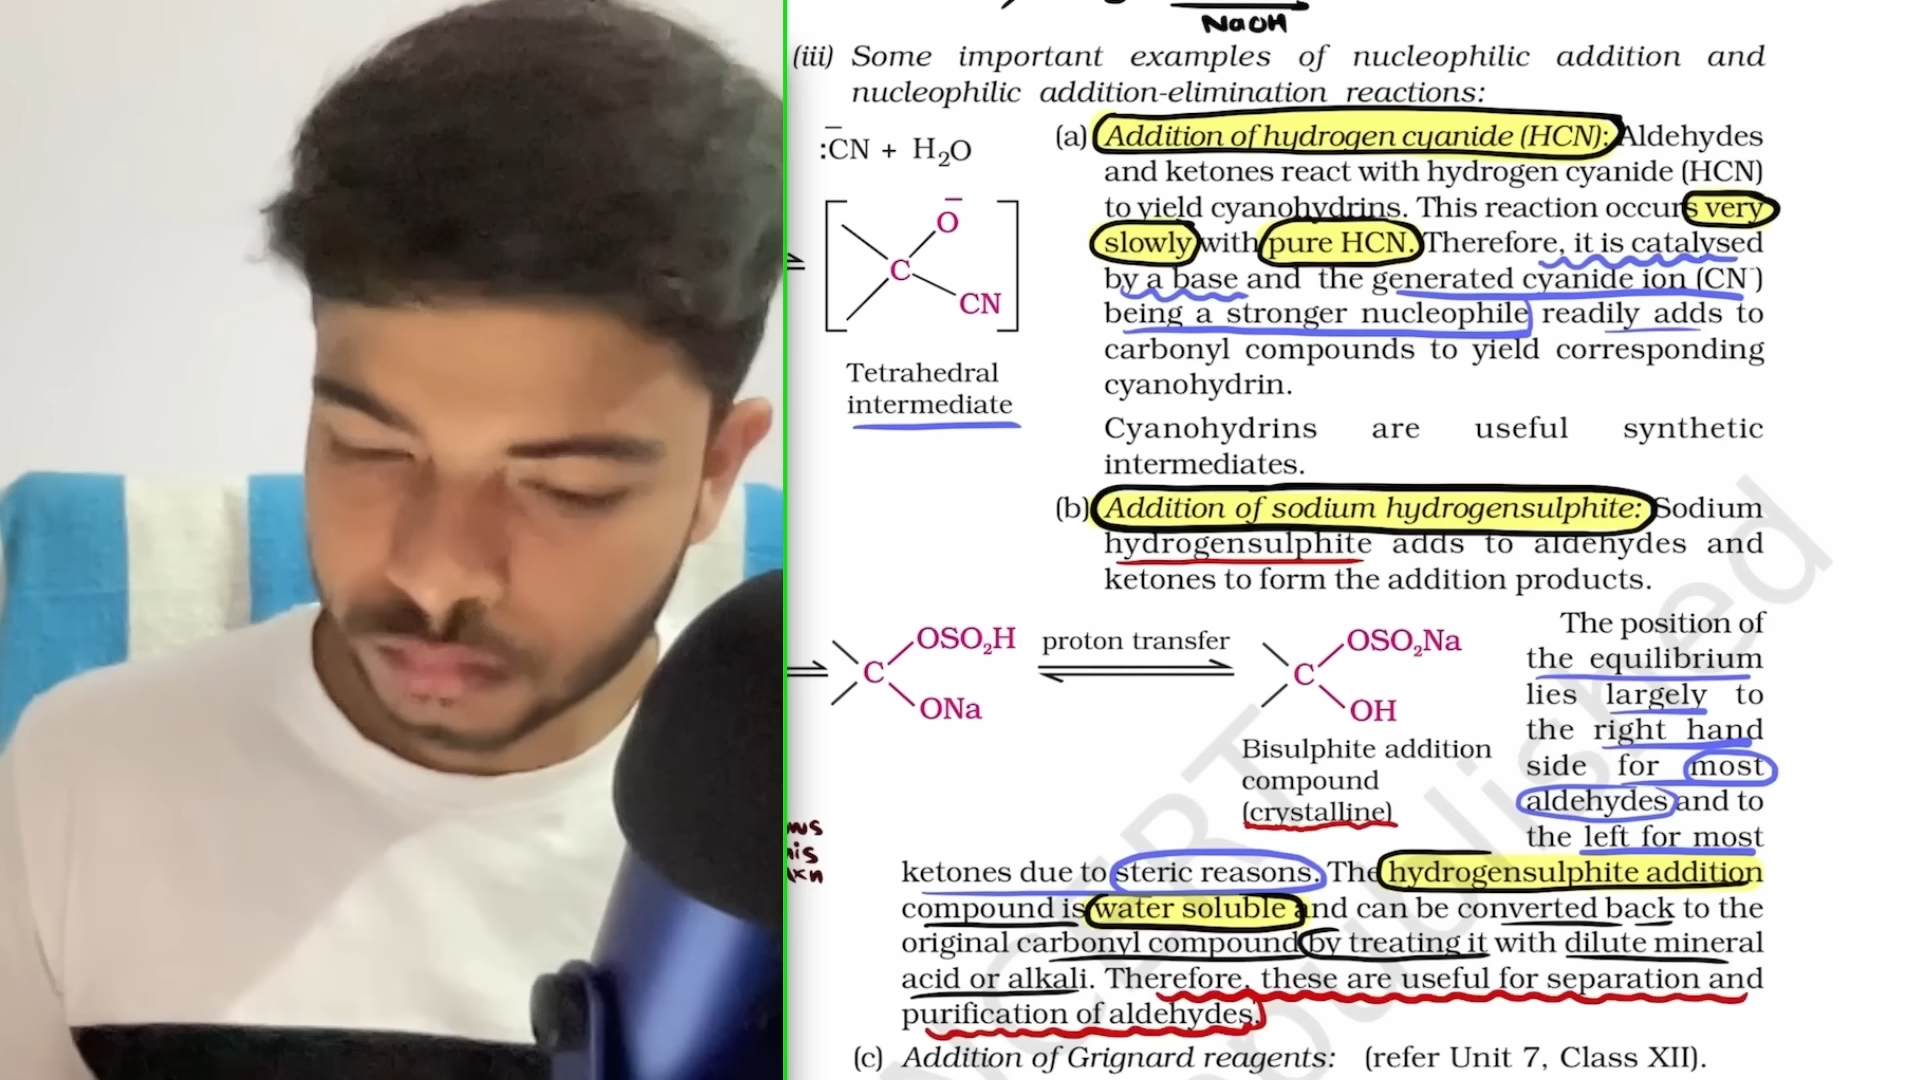 NaOH
(iii) Some important examples of nucleophilic addition and
nucleophilic addition-elimination reactions:
:C̄N + H₂O
(a) Addition of hydrogen cyanide (HCN): Aldehydes
and ketones react with hydrogen cyanide (HCN)
to yield cyanohydrins. This reaction occurs very
slowly with pure HCN. Therefore, it is catalysed
by a base and the generated cyanide ion (CN⁻)
being a stronger nucleophile readily adds to
carbonyl compounds to yield corresponding
cyanohydrin.
Ō
C
CN
Tetrahedral
intermediate
Cyanohydrins are useful synthetic
intermediates.
(b) Addition of sodium hydrogensulphite: Sodium
hydrogensulphite adds to aldehydes and
ketones to form the addition products.
OSO₂H
C
ONa
proton transfer
OSO₂Na
C
OH
Bisulphite addition
compound
(crystalline)
The position of
the equilibrium
lies largely to
the right hand
side for most
aldehydes and to
the left for most
ketones due to steric reasons. The hydrogensulphite addition
compound is water soluble and can be converted back to the
original carbonyl compound by treating it with dilute mineral
acid or alkali. Therefore, these are useful for separation and
purification of aldehydes.
(c) Addition of Grignard reagents: (refer Unit 7, Class XII).